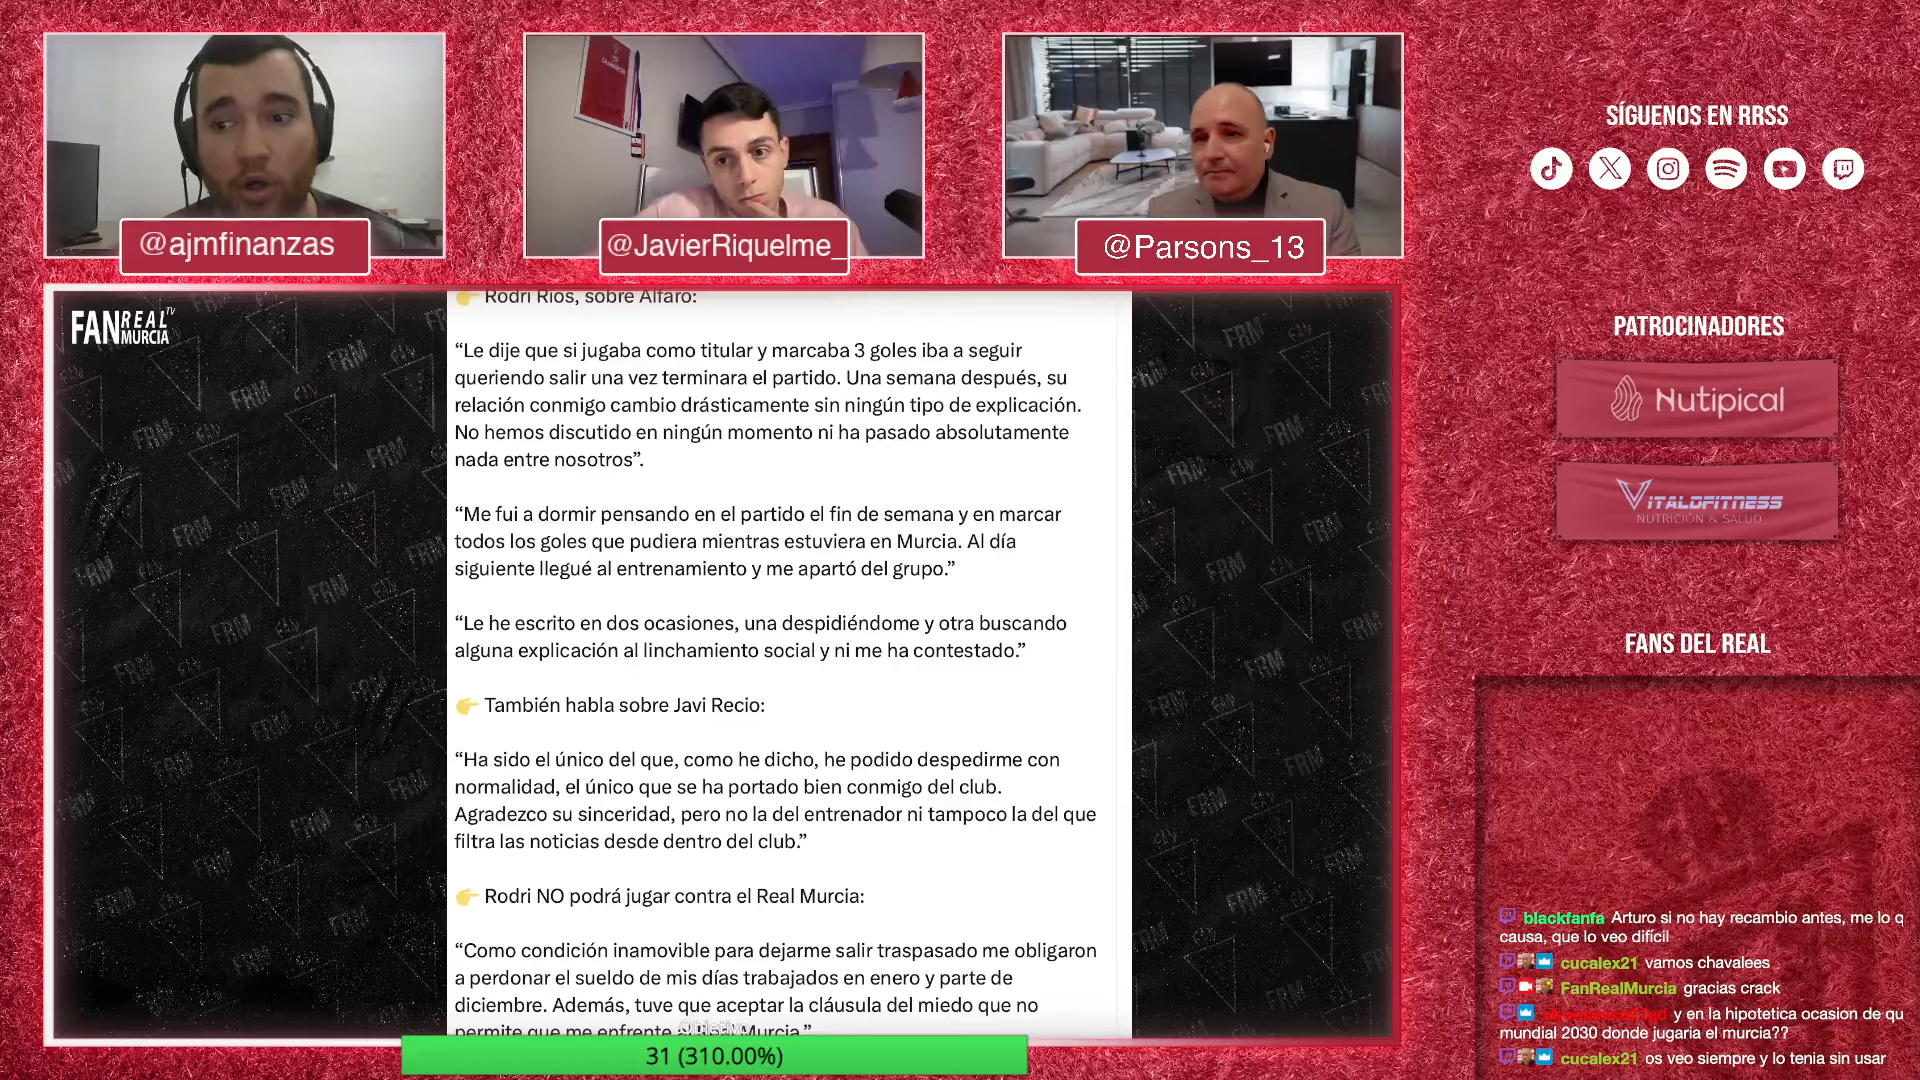 @ajmfinanzas
@JavierRiquelme_
@Parsons_13
SÍGUENOS EN RRSS
PATROCINADORES
Nutipical
VITALDFITNESS
NUTRICIÓN & SALUD
FANS DEL REAL
FAN REAL TV
MURCIA
👉 Rodri Ríos, sobre Alfaro:
“Le dije que si jugaba como titular y marcaba 3 goles iba a seguir
queriendo salir una vez terminara el partido. Una semana después, su
relación conmigo cambio drásticamente sin ningún tipo de explicación.
No hemos discutido en ningún momento ni ha pasado absolutamente
nada entre nosotros”.
“Me fui a dormir pensando en el partido el fin de semana y en marcar
todos los goles que pudiera mientras estuviera en Murcia. Al día
siguiente llegué al entrenamiento y me apartó del grupo.”
“Le he escrito en dos ocasiones, una despidiéndome y otra buscando
alguna explicación al linchamiento social y ni me ha contestado.”
👉 También habla sobre Javi Recio:
“Ha sido el único del que, como he dicho, he podido despedirme con
normalidad, el único que se ha portado bien conmigo del club.
Agradezco su sinceridad, pero no la del entrenador ni tampoco la del que
filtra las noticias desde dentro del club.”
👉 Rodri NO podrá jugar contra el Real Murcia:
“Como condición inamovible para dejarme salir traspasado me obligaron
a perdonar el sueldo de mis días trabajados en enero y parte de
diciembre. Además, tuve que aceptar la cláusula del miedo que no
permite que me enfrente Murcia.”
Objetivo
31 (310.00%)
blackfanfa Arturo si no hay recambio antes, me lo q
causa, que lo veo difícil
cucalex21 vamos chavalees
FanRealMurcia gracias crack
y en la hipotetica ocasion de qu
mundial 2030 donde jugaria el murcia??
cucalex21 os veo siempre y lo tenia sin usar